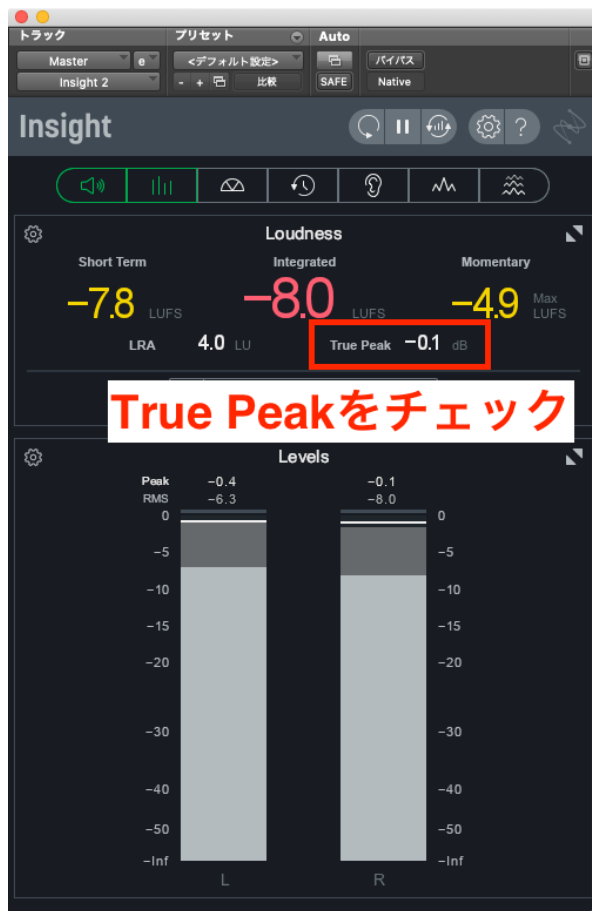 トラック プリセット Auto
Master e <デフォルト設定> バイパス
Insight 2 - + 比較 SAFE Native
Insight ?
Loudness
Short Term Integrated Momentary
-7.8 LUFS -8.0 LUFS -4.9 Max LUFS
LRA 4.0 LU True Peak -0.1 dB
True Peakをチェック
Levels
Peak -0.4 -0.1
RMS -6.3 -8.0
0 0
-5 -5
-10 -10
-15 -15
-20 -20
-30 -30
-40 -40
-50 -50
-Inf -Inf
L R